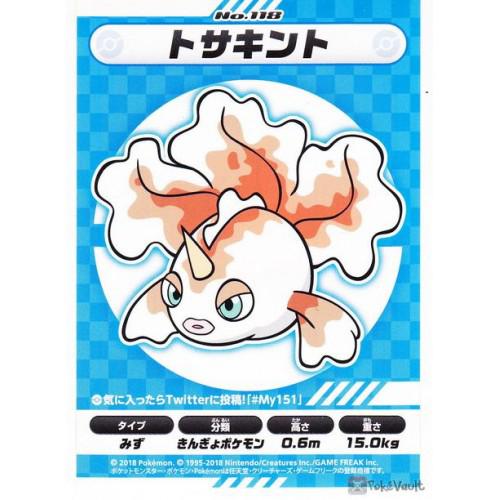 No.118
トサキント
気に入ったらTwitterに投稿!「#My151」
タイプ 分類 高さ 重さ
みず きんぎょポケモン 0.6m 15.0kg
© 2018 Pokémon. © 1995-2018 Nintendo/Creatures Inc./GAME FREAK inc.
ポケットモンスター・ポケモン・Pokémonは任天堂・クリーチャーズ・ゲームフリークの登録商標です。
PokéVault